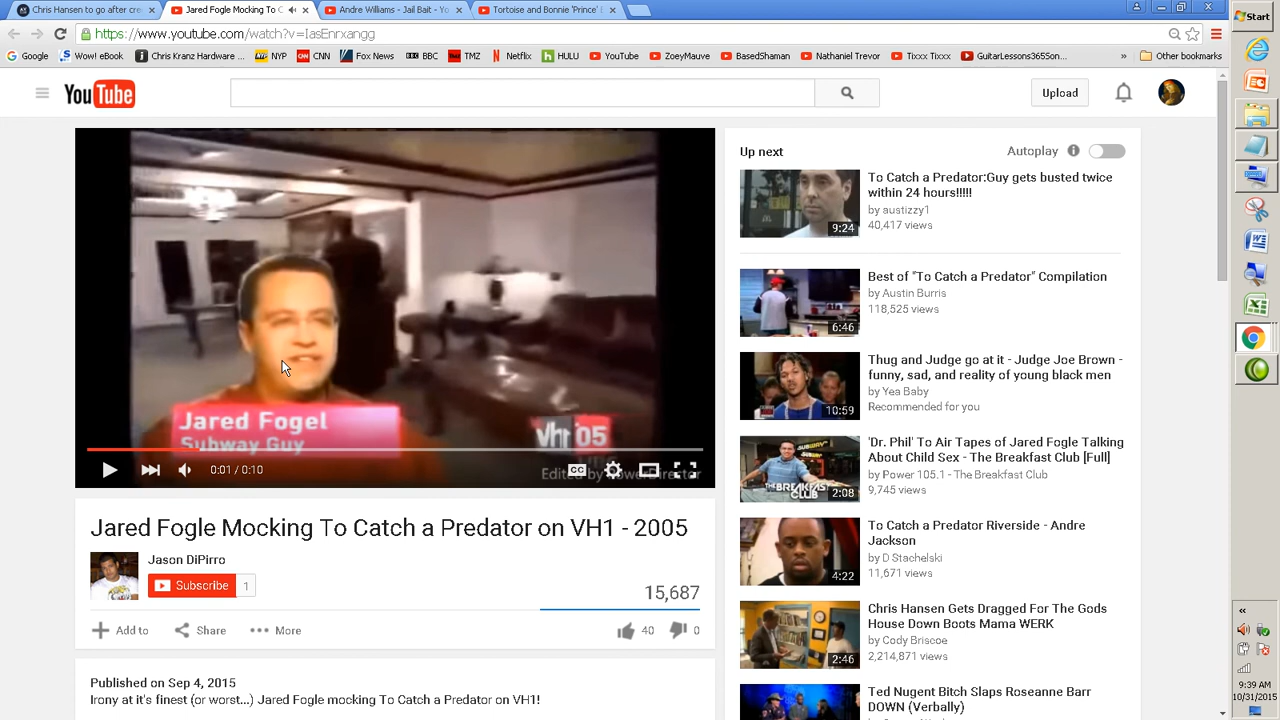 Chris Hansen to go after cre
Jared Fogle Mocking To C
Andre Williams - Jail Bait - Yo
Tortoise and Bonnie 'Prince' E
Start
https://www.youtube.com/watch?v=IasEnrxangg
Google
Wow! eBook
Chris Kranz Hardware ...
NYP
CNN
Fox News
BBC
TMZ
Netflix
HULU
YouTube
ZoeyMauve
BasedShaman
Nathaniel Trevor
Tixxx Tixxx
GuitarLessons365Son...
Other bookmarks
YouTube
Upload
Jared Fogel
Subway Guy
vh1 05
Edited by PowerDirector
0:01 / 0:10
CC
Jared Fogle Mocking To Catch a Predator on VH1 - 2005
Jason DiPirro
Subscribe 1
15,687
Add to
Share
More
40
0
Published on Sep 4, 2015
Irony at it's finest (or worst...) Jared Fogle mocking To Catch a Predator on VH1!
Up next
Autoplay
To Catch a Predator:Guy gets busted twice
within 24 hours!!!!!
by austizzy1
40,417 views
9:24
Best of "To Catch a Predator" Compilation
by Austin Burris
118,525 views
6:46
Thug and Judge go at it - Judge Joe Brown -
funny, sad, and reality of young black men
by Yea Baby
Recommended for you
10:59
'Dr. Phil' To Air Tapes of Jared Fogle Talking
About Child Sex - The Breakfast Club [Full]
by Power 105.1 - The Breakfast Club
9,745 views
SUBWAY
THE BREAKFAST
CLUB
2:08
To Catch a Predator Riverside - Andre
Jackson
by D Stachelski
11,671 views
4:22
Chris Hansen Gets Dragged For The Gods
House Down Boots Mama WERK
by Cody Briscoe
2,214,871 views
2:46
Ted Nugent Bitch Slaps Roseanne Barr
DOWN (Verbally)
9:39 AM
10/31/2015